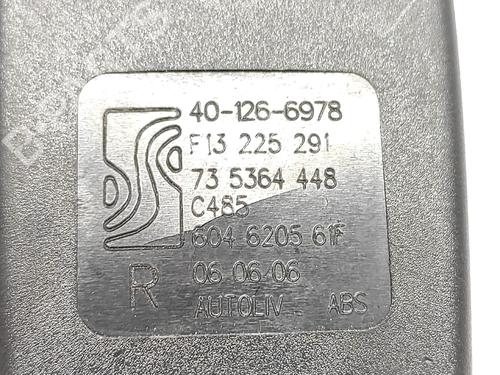 40-126-6978
F13 225 291
73 5364 448
C485
604 6205 61F
R 06.06.06
AUTOLIV ABS